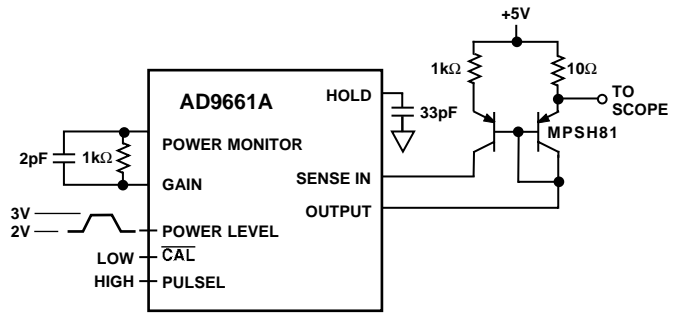 +5V
1kΩ
10Ω
TO
SCOPE
AD9661A
HOLD
33pF
MPSH81
POWER MONITOR
2pF
1kΩ
GAIN
SENSE IN
OUTPUT
3V
2V
POWER LEVEL
LOW
CAL
HIGH
PULSEL